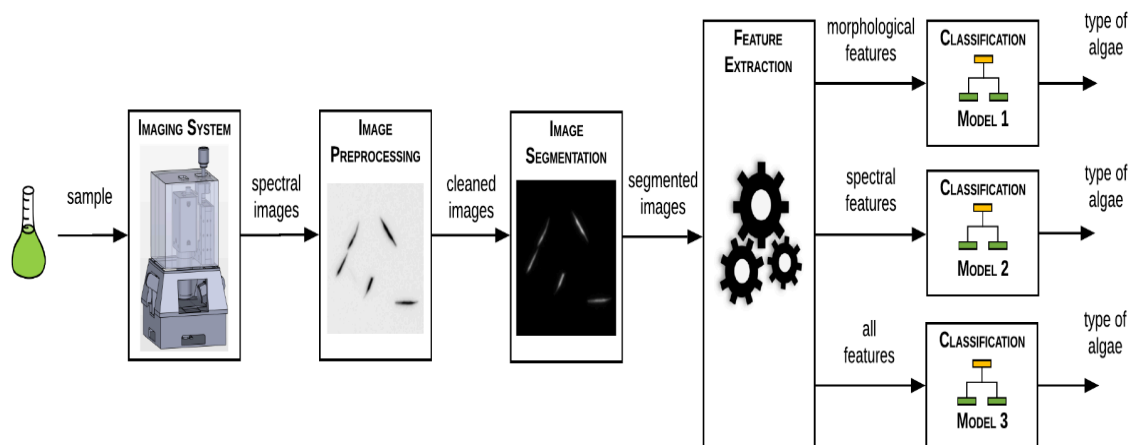 sample
IMAGING SYSTEM
spectral
images
IMAGE
PREPROCESSING
cleaned
images
IMAGE
SEGMENTATION
segmented
images
FEATURE
EXTRACTION
morphological
features
CLASSIFICATION
MODEL 1
type of
algae
spectral
features
CLASSIFICATION
MODEL 2
type of
algae
all
features
CLASSIFICATION
MODEL 3
type of
algae